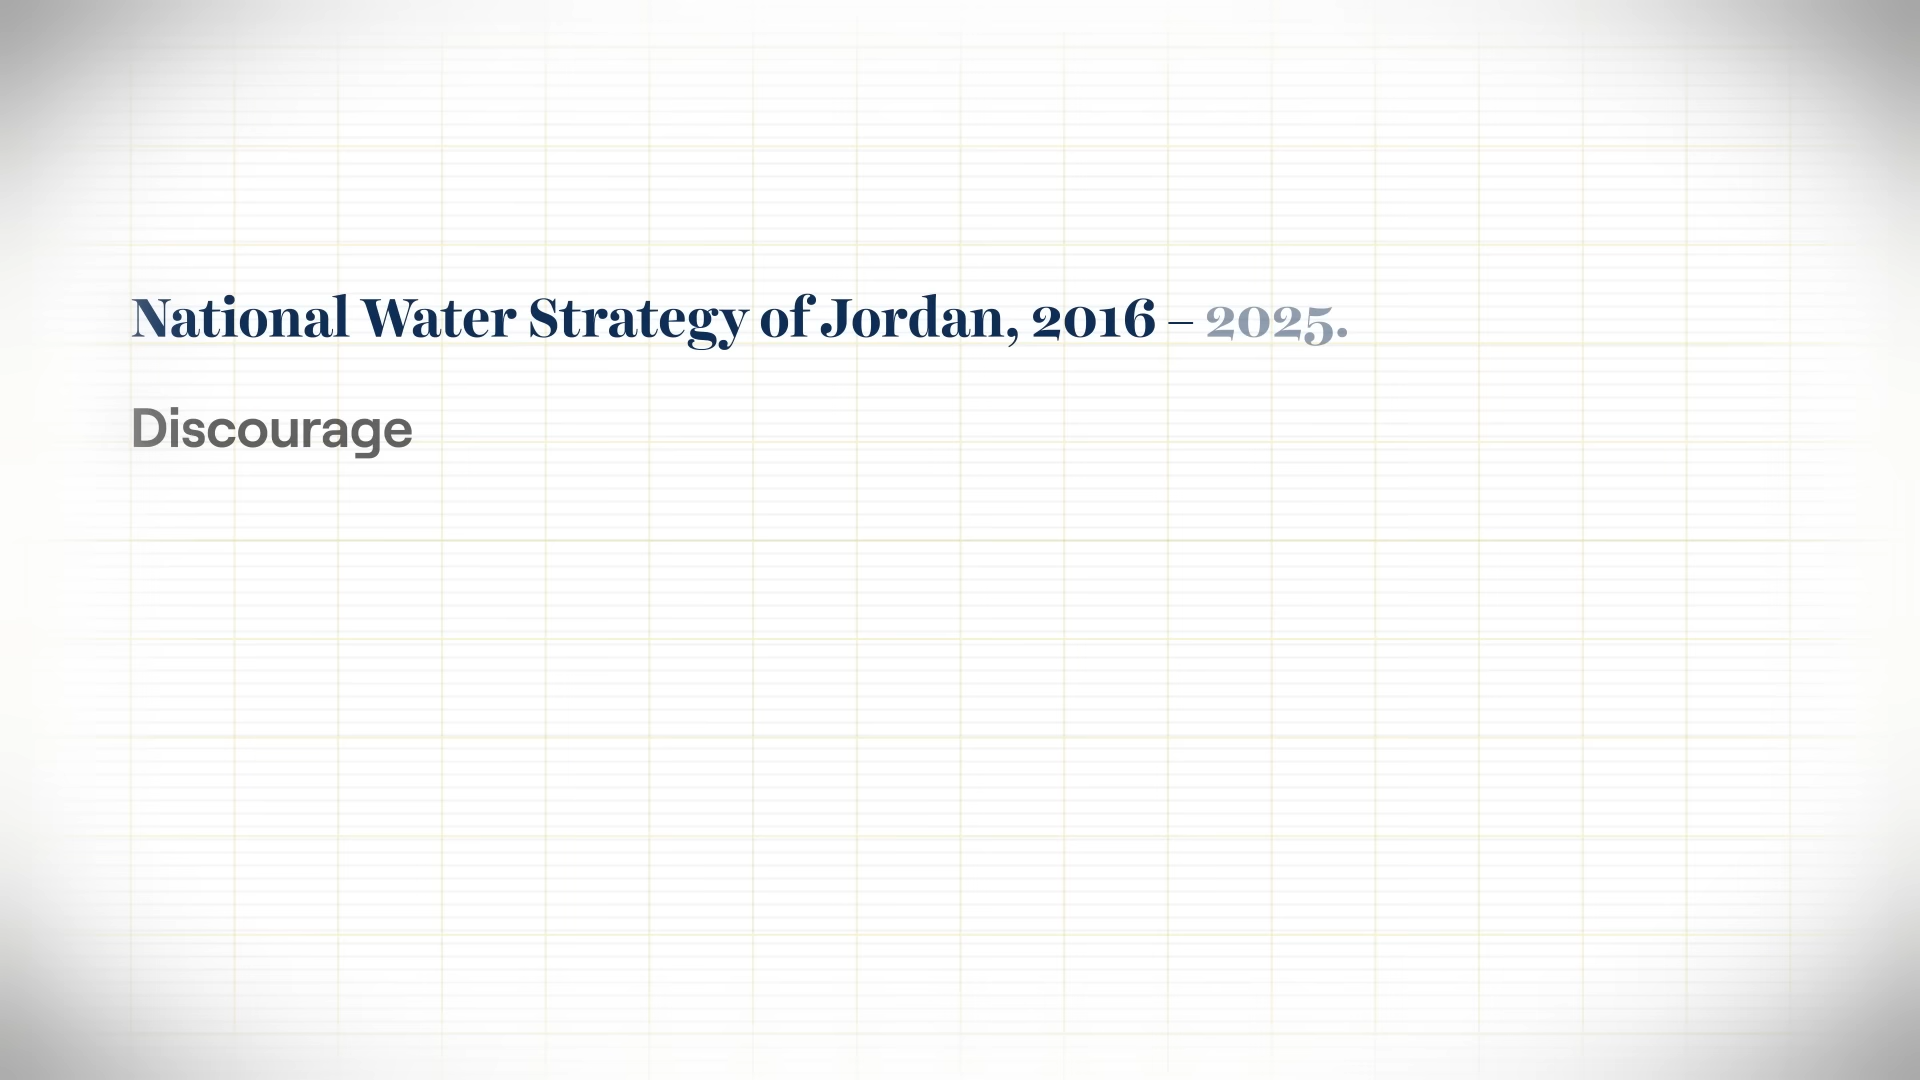 National Water Strategy of Jordan, 2016 – 2025.
Discourage